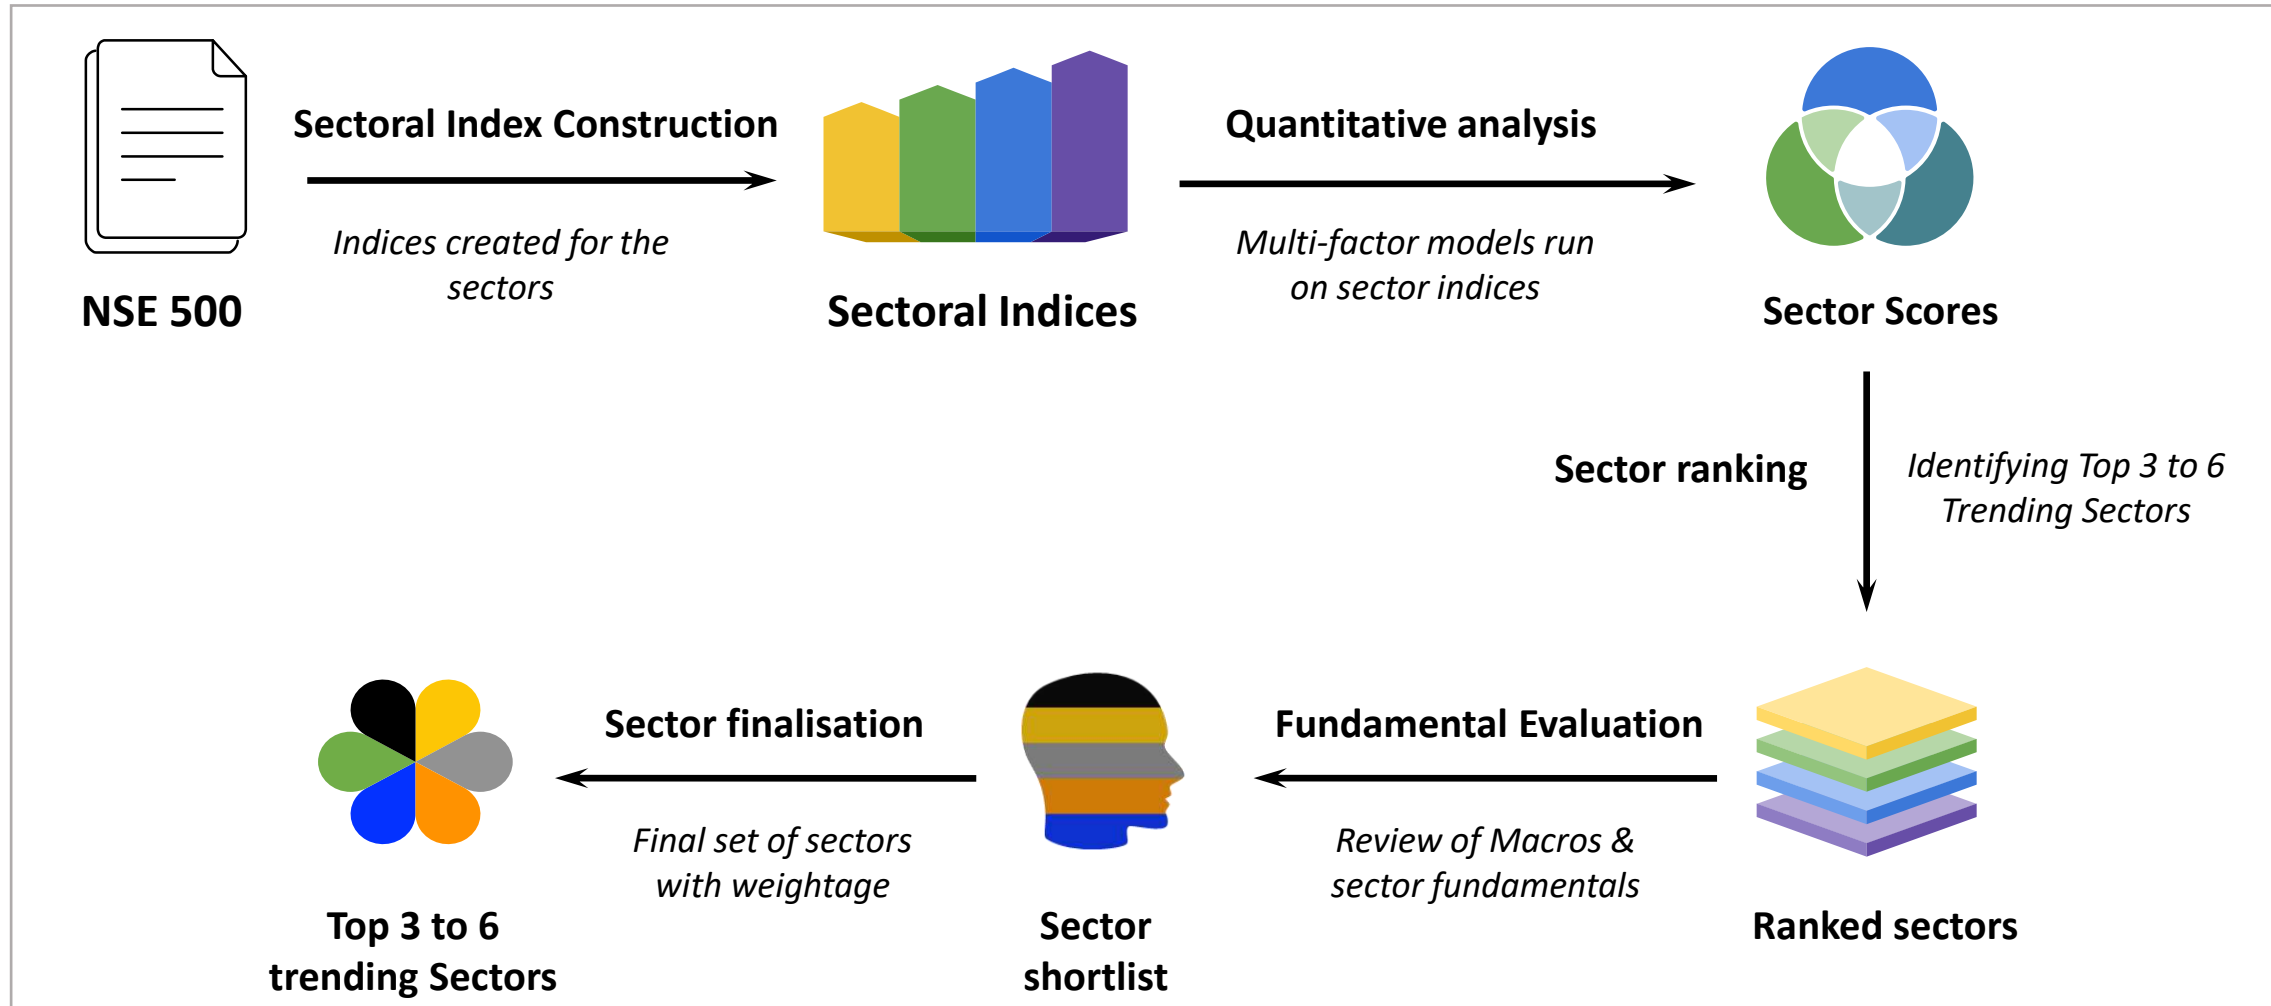 NSE 500
Sectoral Index Construction
Indices created for the
sectors
Sectoral Indices
Quantitative analysis
Multi-factor models run
on sector indices
Sector Scores
Sector ranking
Identifying Top 3 to 6
Trending Sectors
Ranked sectors
Fundamental Evaluation
Review of Macros &
sector fundamentals
Sector
shortlist
Sector finalisation
Final set of sectors
with weightage
Top 3 to 6
trending Sectors